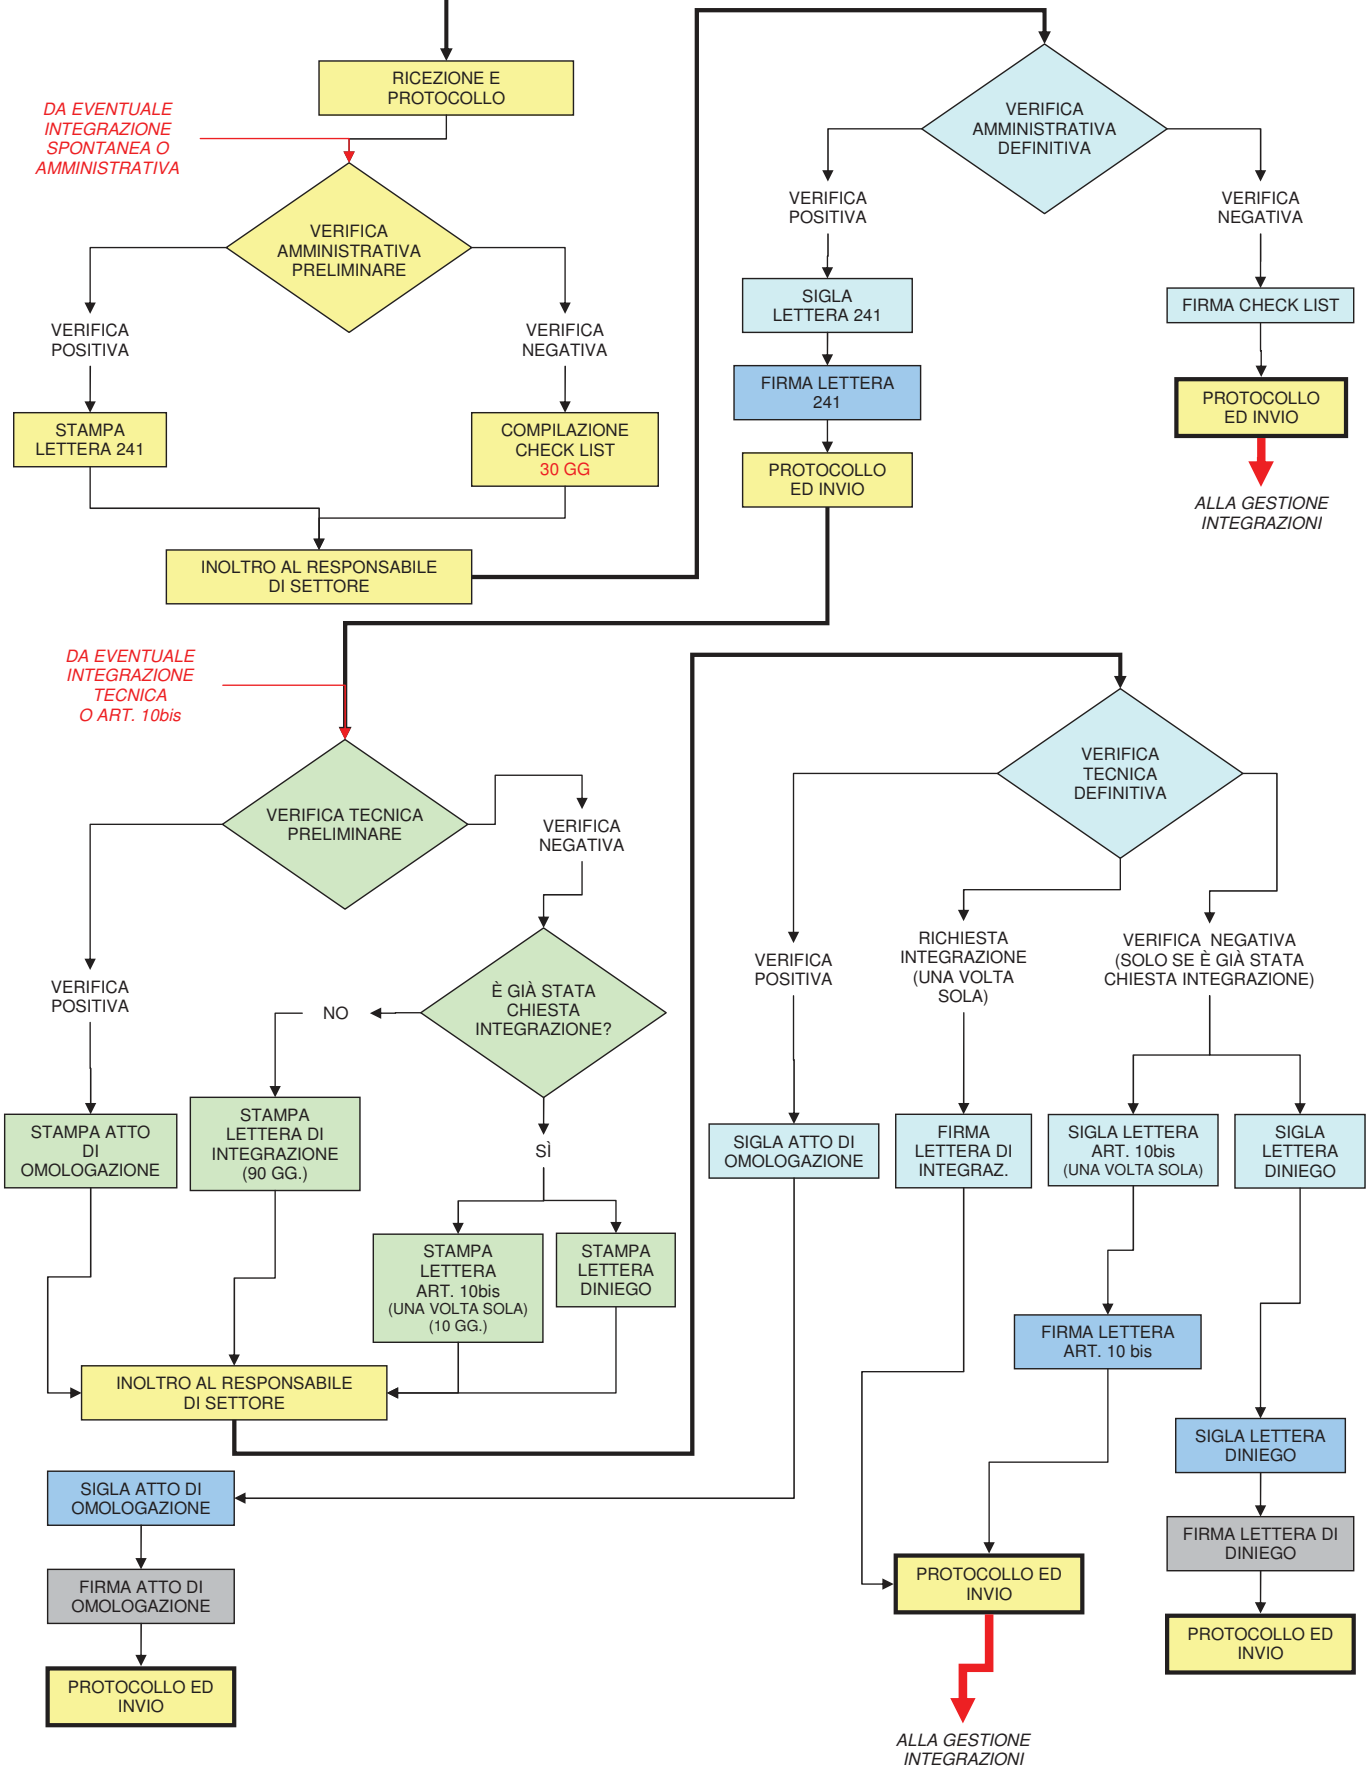 RICEZIONE E
PROTOCOLLO
DA EVENTUALE
INTEGRAZIONE
SPONTANEA O
AMMINISTRATIVA
VERIFICA
AMMINISTRATIVA
PRELIMINARE
VERIFICA
POSITIVA
VERIFICA
NEGATIVA
STAMPA
LETTERA 241
COMPILAZIONE
CHECK LIST
30 GG
INOLTRO AL RESPONSABILE
DI SETTORE
VERIFICA
AMMINISTRATIVA
DEFINITIVA
VERIFICA
POSITIVA
VERIFICA
NEGATIVA
SIGLA
LETTERA 241
FIRMA CHECK LIST
FIRMA LETTERA
241
PROTOCOLLO
ED INVIO
PROTOCOLLO
ED INVIO
ALLA GESTIONE
INTEGRAZIONI
DA EVENTUALE
INTEGRAZIONE
TECNICA
O ART. 10bis
VERIFICA TECNICA
PRELIMINARE
VERIFICA
NEGATIVA
VERIFICA
POSITIVA
È GIÀ STATA
CHIESTA
INTEGRAZIONE?
NO
SÌ
STAMPA ATTO
DI
OMOLOGAZIONE
STAMPA
LETTERA DI
INTEGRAZIONE
(90 GG.)
STAMPA
LETTERA
ART. 10bis
(UNA VOLTA SOLA)
(10 GG.)
STAMPA
LETTERA
DINIEGO
INOLTRO AL RESPONSABILE
DI SETTORE
VERIFICA
TECNICA
DEFINITIVA
VERIFICA
POSITIVA
RICHIESTA
INTEGRAZIONE
(UNA VOLTA
SOLA)
VERIFICA NEGATIVA
(SOLO SE È GIÀ STATA
CHIESTA INTEGRAZIONE)
SIGLA ATTO DI
OMOLOGAZIONE
FIRMA
LETTERA DI
INTEGRAZ.
SIGLA LETTERA
ART. 10bis
(UNA VOLTA SOLA)
SIGLA
LETTERA
DINIEGO
FIRMA LETTERA
ART. 10 bis
SIGLA LETTERA
DINIEGO
SIGLA ATTO DI
OMOLOGAZIONE
FIRMA LETTERA DI
DINIEGO
FIRMA ATTO DI
OMOLOGAZIONE
PROTOCOLLO ED
INVIO
PROTOCOLLO ED
INVIO
PROTOCOLLO ED
INVIO
ALLA GESTIONE
INTEGRAZIONI